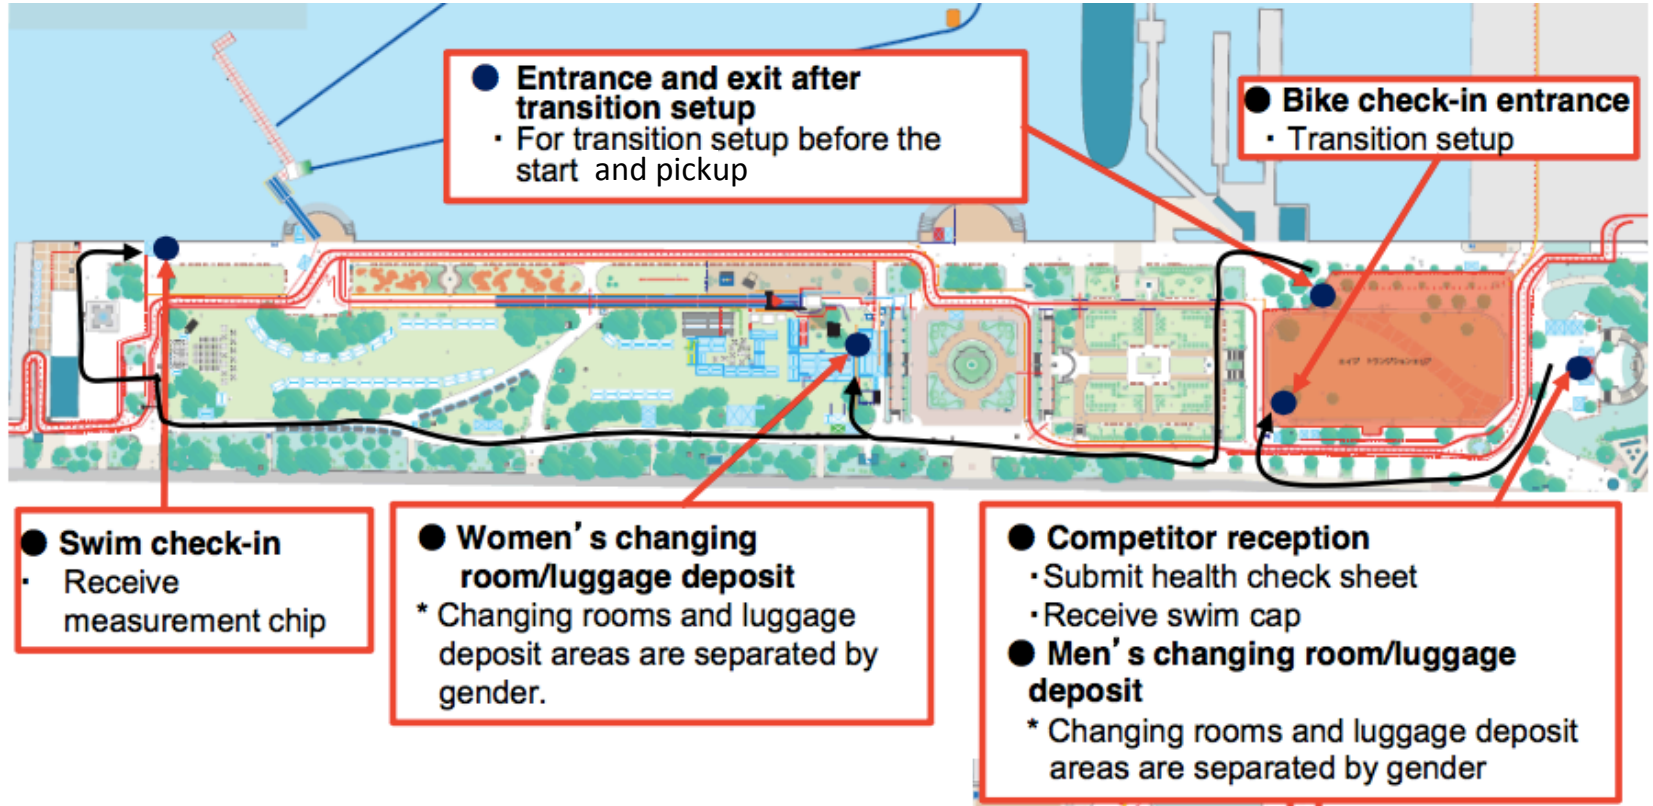 ● Entrance and exit after
transition setup
・ For transition setup before the
start and pickup
● Bike check-in entrance
・ Transition setup
● Swim check-in
・ Receive
measurement chip
● Women’s changing
room/luggage deposit
* Changing rooms and luggage
deposit areas are separated by
gender.
● Competitor reception
・Submit health check sheet
・Receive swim cap
● Men’s changing room/luggage
deposit
* Changing rooms and luggage deposit
areas are separated by gender